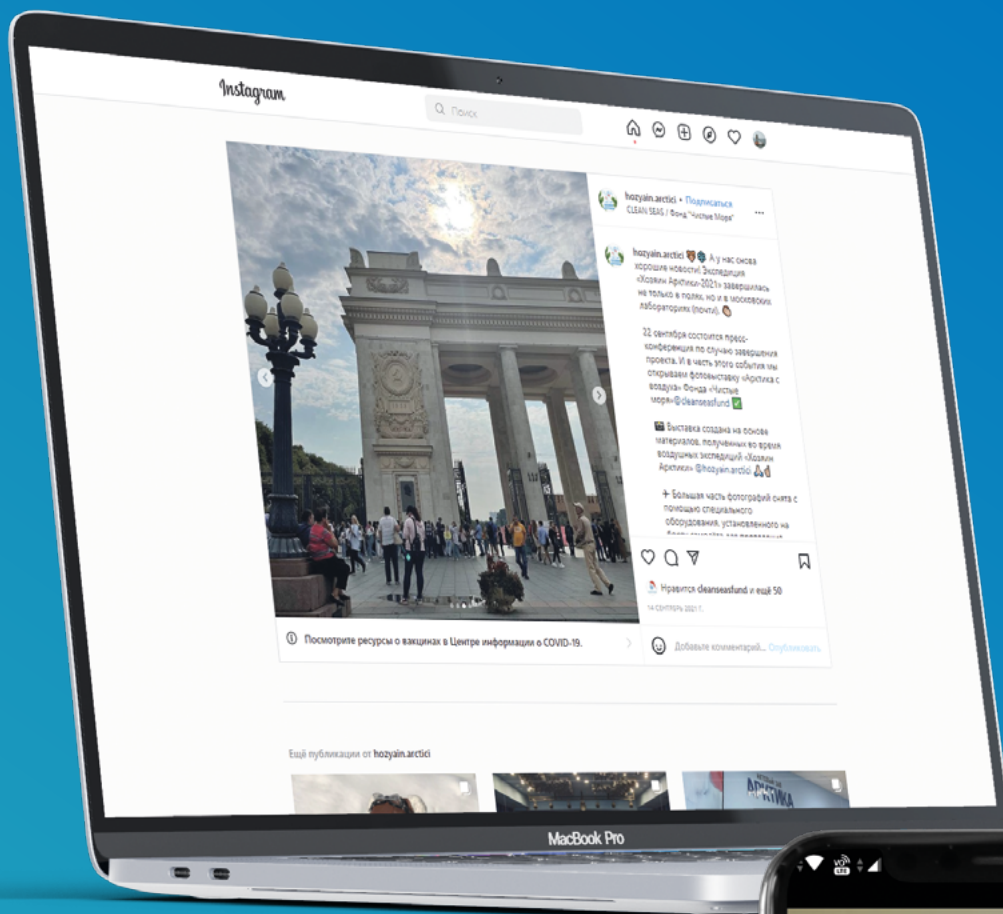 Instagram
Поиск
hozyain.arctici • Подписаться
CLEAN SEAS / Фонд "Чистые Моря"
hozyain.arctici 🐻🌍 А у нас снова
хорошие новости! Экспедиция
«Хозяин Арктики-2021» завершилась
не только в полях, но и в московских
лабораториях (почти).
22 сентября состоится пресс-
конференция по случаю завершения
проекта. И в честь этого события мы
открываем фотовыставку «Арктика с
воздуха» Фонда «Чистые
моря»@cleanseasfund ✅
📸 Выставка создана на основе
материалов, полученных во время
воздушных экспедиций «Хозяин
Арктики» @hozyain.arctici
✈ Большая часть фотографий снята с
помощью специального
оборудования, установленного на
Нравится cleanseasfund и ещё 50
14 СЕНТЯБРЬ 2021 Г.
Посмотрите ресурсы о вакцинах в Центре информации о COVID-19.
Добавьте комментарий... Опубликовать
Ещё публикации от hozyain.arctici
АРКТИКА
MacBook Pro
VoLTE